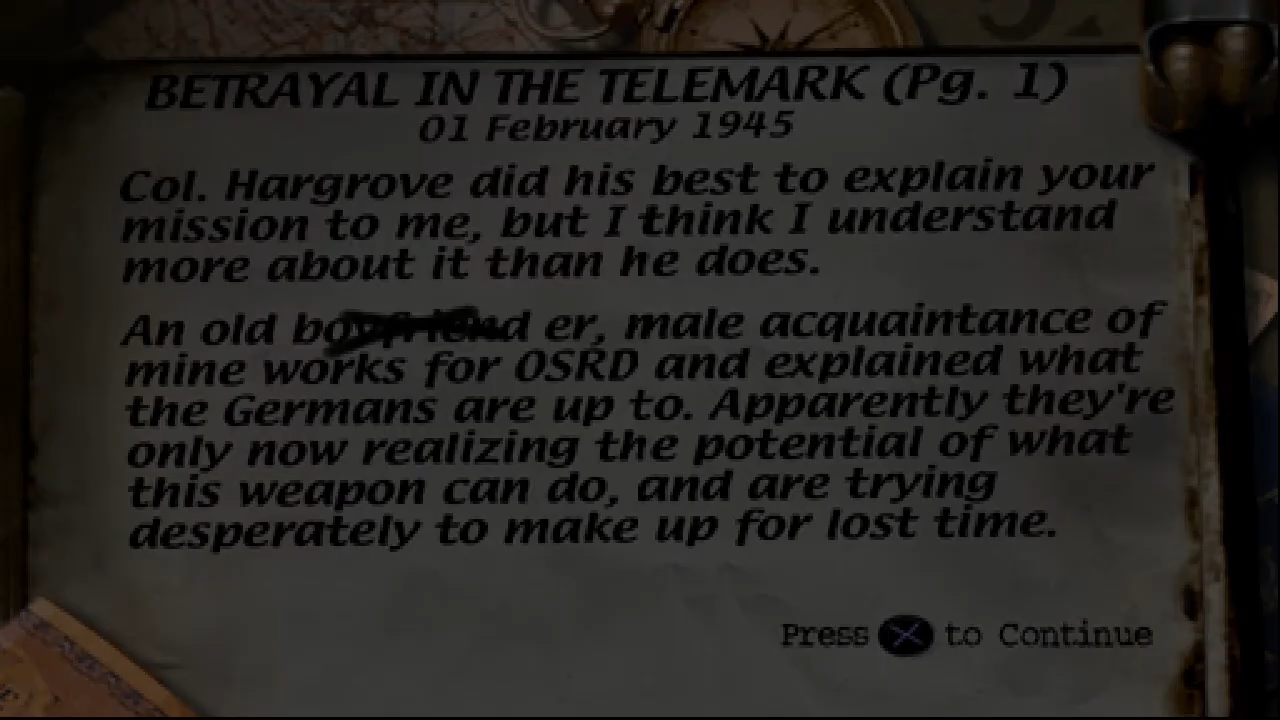 BETRAYAL IN THE TELEMARK (Pg. 1)
01 February 1945
Col. Hargrove did his best to explain your
mission to me, but I think I understand
more about it than he does.
An old boyfriend er, male acquaintance of
mine works for OSRD and explained what
the Germans are up to. Apparently they're
only now realizing the potential of what
this weapon can do, and are trying
desperately to make up for lost time.
Press X to Continue